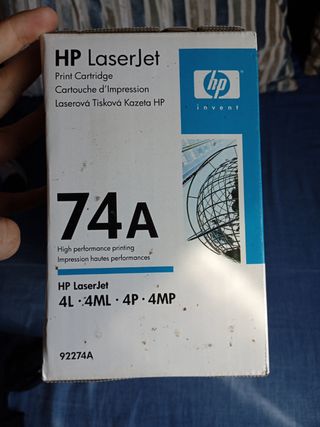 HP LaserJet
Print Cartridge
Cartouche d'Impression
Laserová Tisková Kazeta HP
hp
invent
74A
High performance printing
Impression hautes performances
HP LaserJet
4L · 4ML · 4P · 4MP
92274A